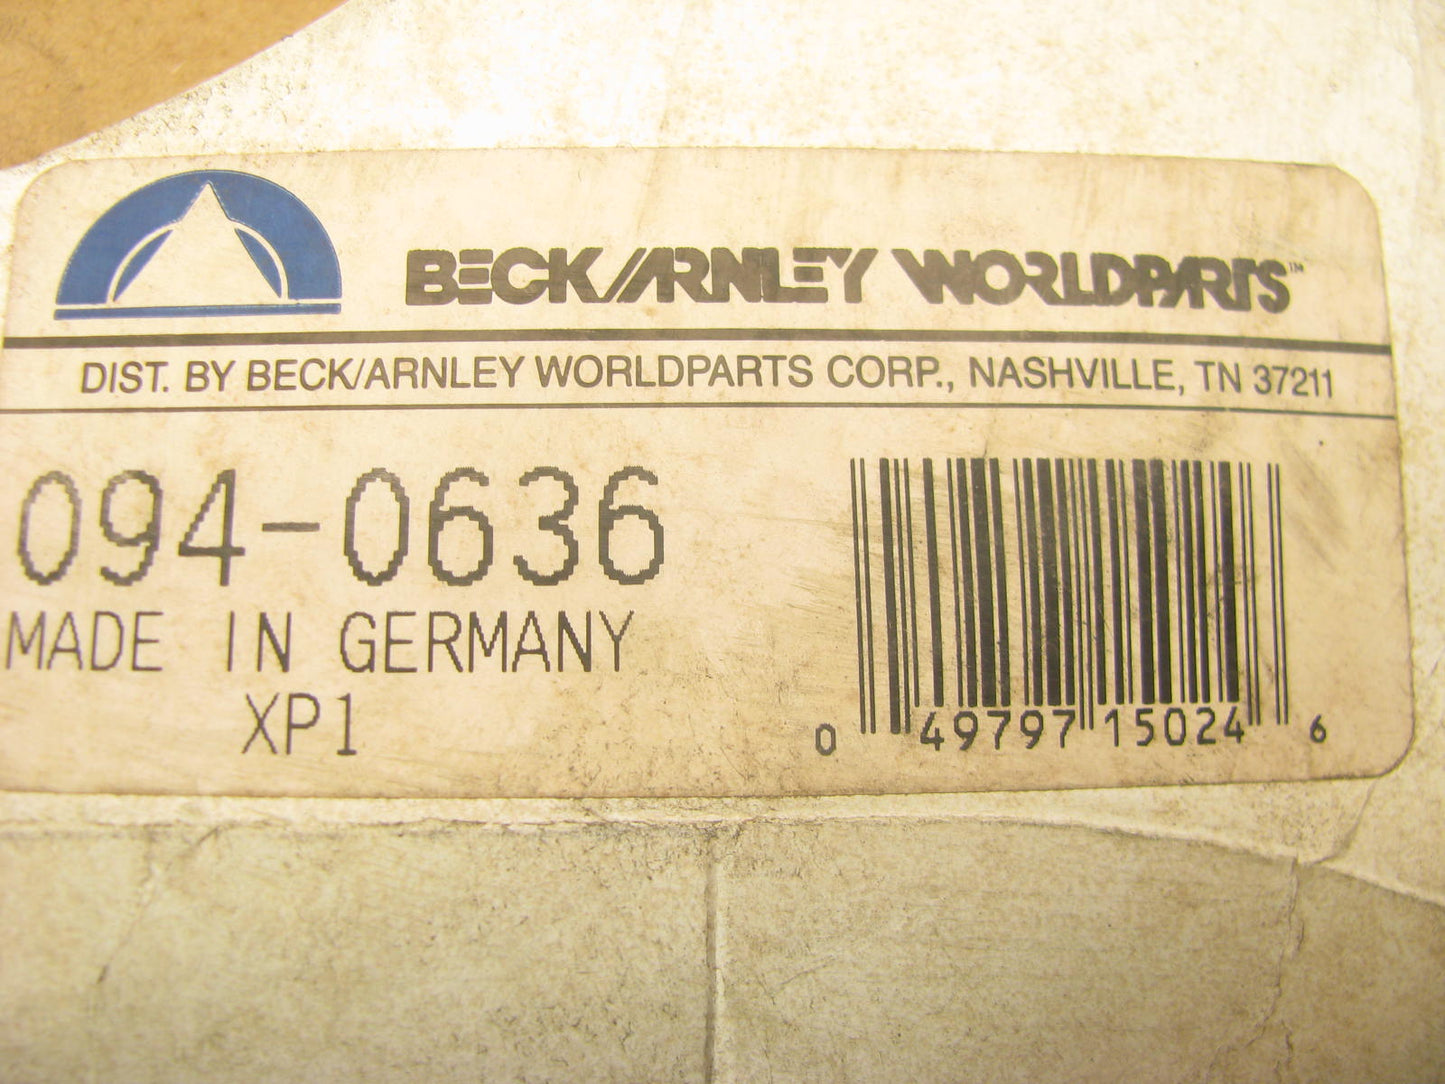 BECK/ARNLEY WORLDPARTS™
DIST. BY BECK/ARNLEY WORLDPARTS CORP., NASHVILLE, TN 37211
094-0636
MADE IN GERMANY
XP1
0 49797 15024 6